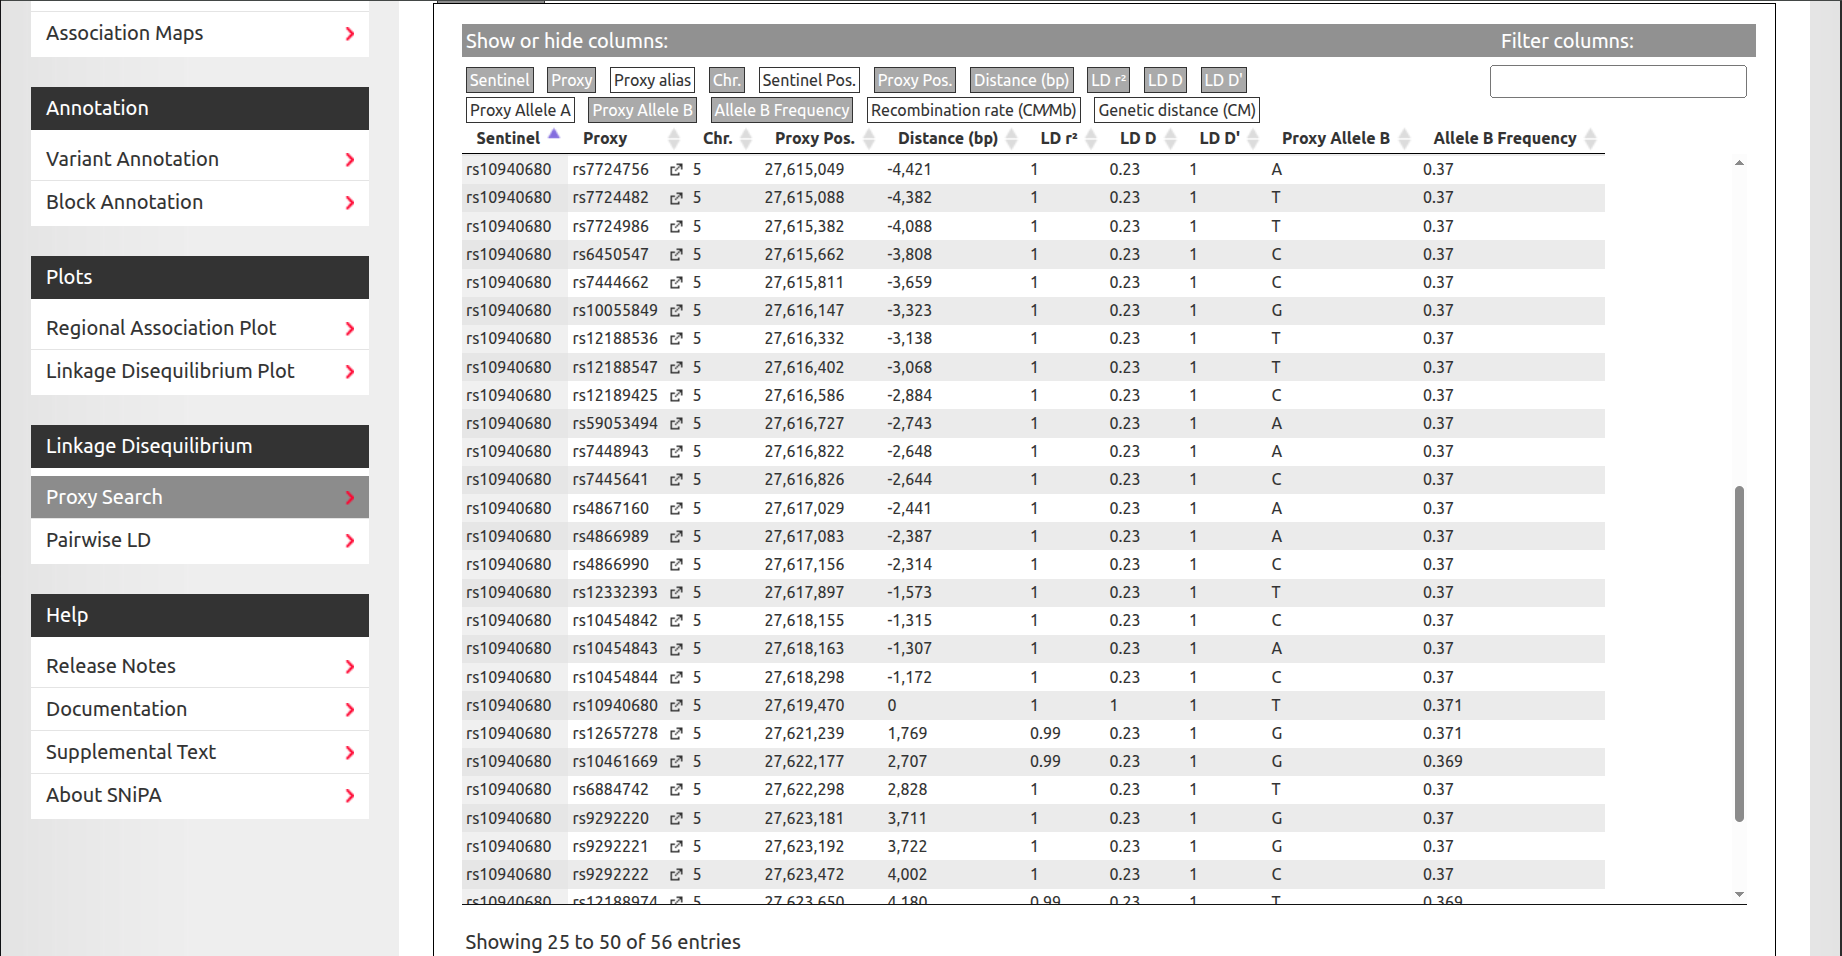 Association Maps
Annotation
Variant Annotation
Block Annotation
Plots
Regional Association Plot
Linkage Disequilibrium Plot
Linkage Disequilibrium
Proxy Search
Pairwise LD
Help
Release Notes
Documentation
Supplemental Text
About SNiPA
Show or hide columns: Filter columns:
Sentinel Proxy Proxy alias Chr. Sentinel Pos. Proxy Pos. Distance (bp) LD r² LD D LD D'
Proxy Allele A Proxy Allele B Allele B Frequency Recombination rate (CM/Mb) Genetic distance (CM)
Sentinel Proxy Chr. Proxy Pos. Distance (bp) LD r² LD D LD D' Proxy Allele B Allele B Frequency
rs10940680 rs7724756 5 27,615,049 -4,421 1 0.23 1 A 0.37
rs10940680 rs7724482 5 27,615,088 -4,382 1 0.23 1 T 0.37
rs10940680 rs7724986 5 27,615,382 -4,088 1 0.23 1 T 0.37
rs10940680 rs6450547 5 27,615,662 -3,808 1 0.23 1 C 0.37
rs10940680 rs7444662 5 27,615,811 -3,659 1 0.23 1 C 0.37
rs10940680 rs10055849 5 27,616,147 -3,323 1 0.23 1 G 0.37
rs10940680 rs12188536 5 27,616,332 -3,138 1 0.23 1 T 0.37
rs10940680 rs12188547 5 27,616,402 -3,068 1 0.23 1 T 0.37
rs10940680 rs12189425 5 27,616,586 -2,884 1 0.23 1 C 0.37
rs10940680 rs59053494 5 27,616,727 -2,743 1 0.23 1 A 0.37
rs10940680 rs7448943 5 27,616,822 -2,648 1 0.23 1 A 0.37
rs10940680 rs7445641 5 27,616,826 -2,644 1 0.23 1 C 0.37
rs10940680 rs4867160 5 27,617,029 -2,441 1 0.23 1 A 0.37
rs10940680 rs4866989 5 27,617,083 -2,387 1 0.23 1 A 0.37
rs10940680 rs4866990 5 27,617,156 -2,314 1 0.23 1 C 0.37
rs10940680 rs12332393 5 27,617,897 -1,573 1 0.23 1 T 0.37
rs10940680 rs10454842 5 27,618,155 -1,315 1 0.23 1 C 0.37
rs10940680 rs10454843 5 27,618,163 -1,307 1 0.23 1 A 0.37
rs10940680 rs10454844 5 27,618,298 -1,172 1 0.23 1 C 0.37
rs10940680 rs10940680 5 27,619,470 0 1 1 1 T 0.371
rs10940680 rs12657278 5 27,621,239 1,769 0.99 0.23 1 G 0.371
rs10940680 rs10461669 5 27,622,177 2,707 0.99 0.23 1 G 0.369
rs10940680 rs6884742 5 27,622,298 2,828 1 0.23 1 T 0.37
rs10940680 rs9292220 5 27,623,181 3,711 1 0.23 1 G 0.37
rs10940680 rs9292221 5 27,623,192 3,722 1 0.23 1 G 0.37
rs10940680 rs9292222 5 27,623,472 4,002 1 0.23 1 C 0.37
rs10940680 rs12188974 5 27,623,650 4,180 0.99 0.23 1 T 0.369
Showing 25 to 50 of 56 entries